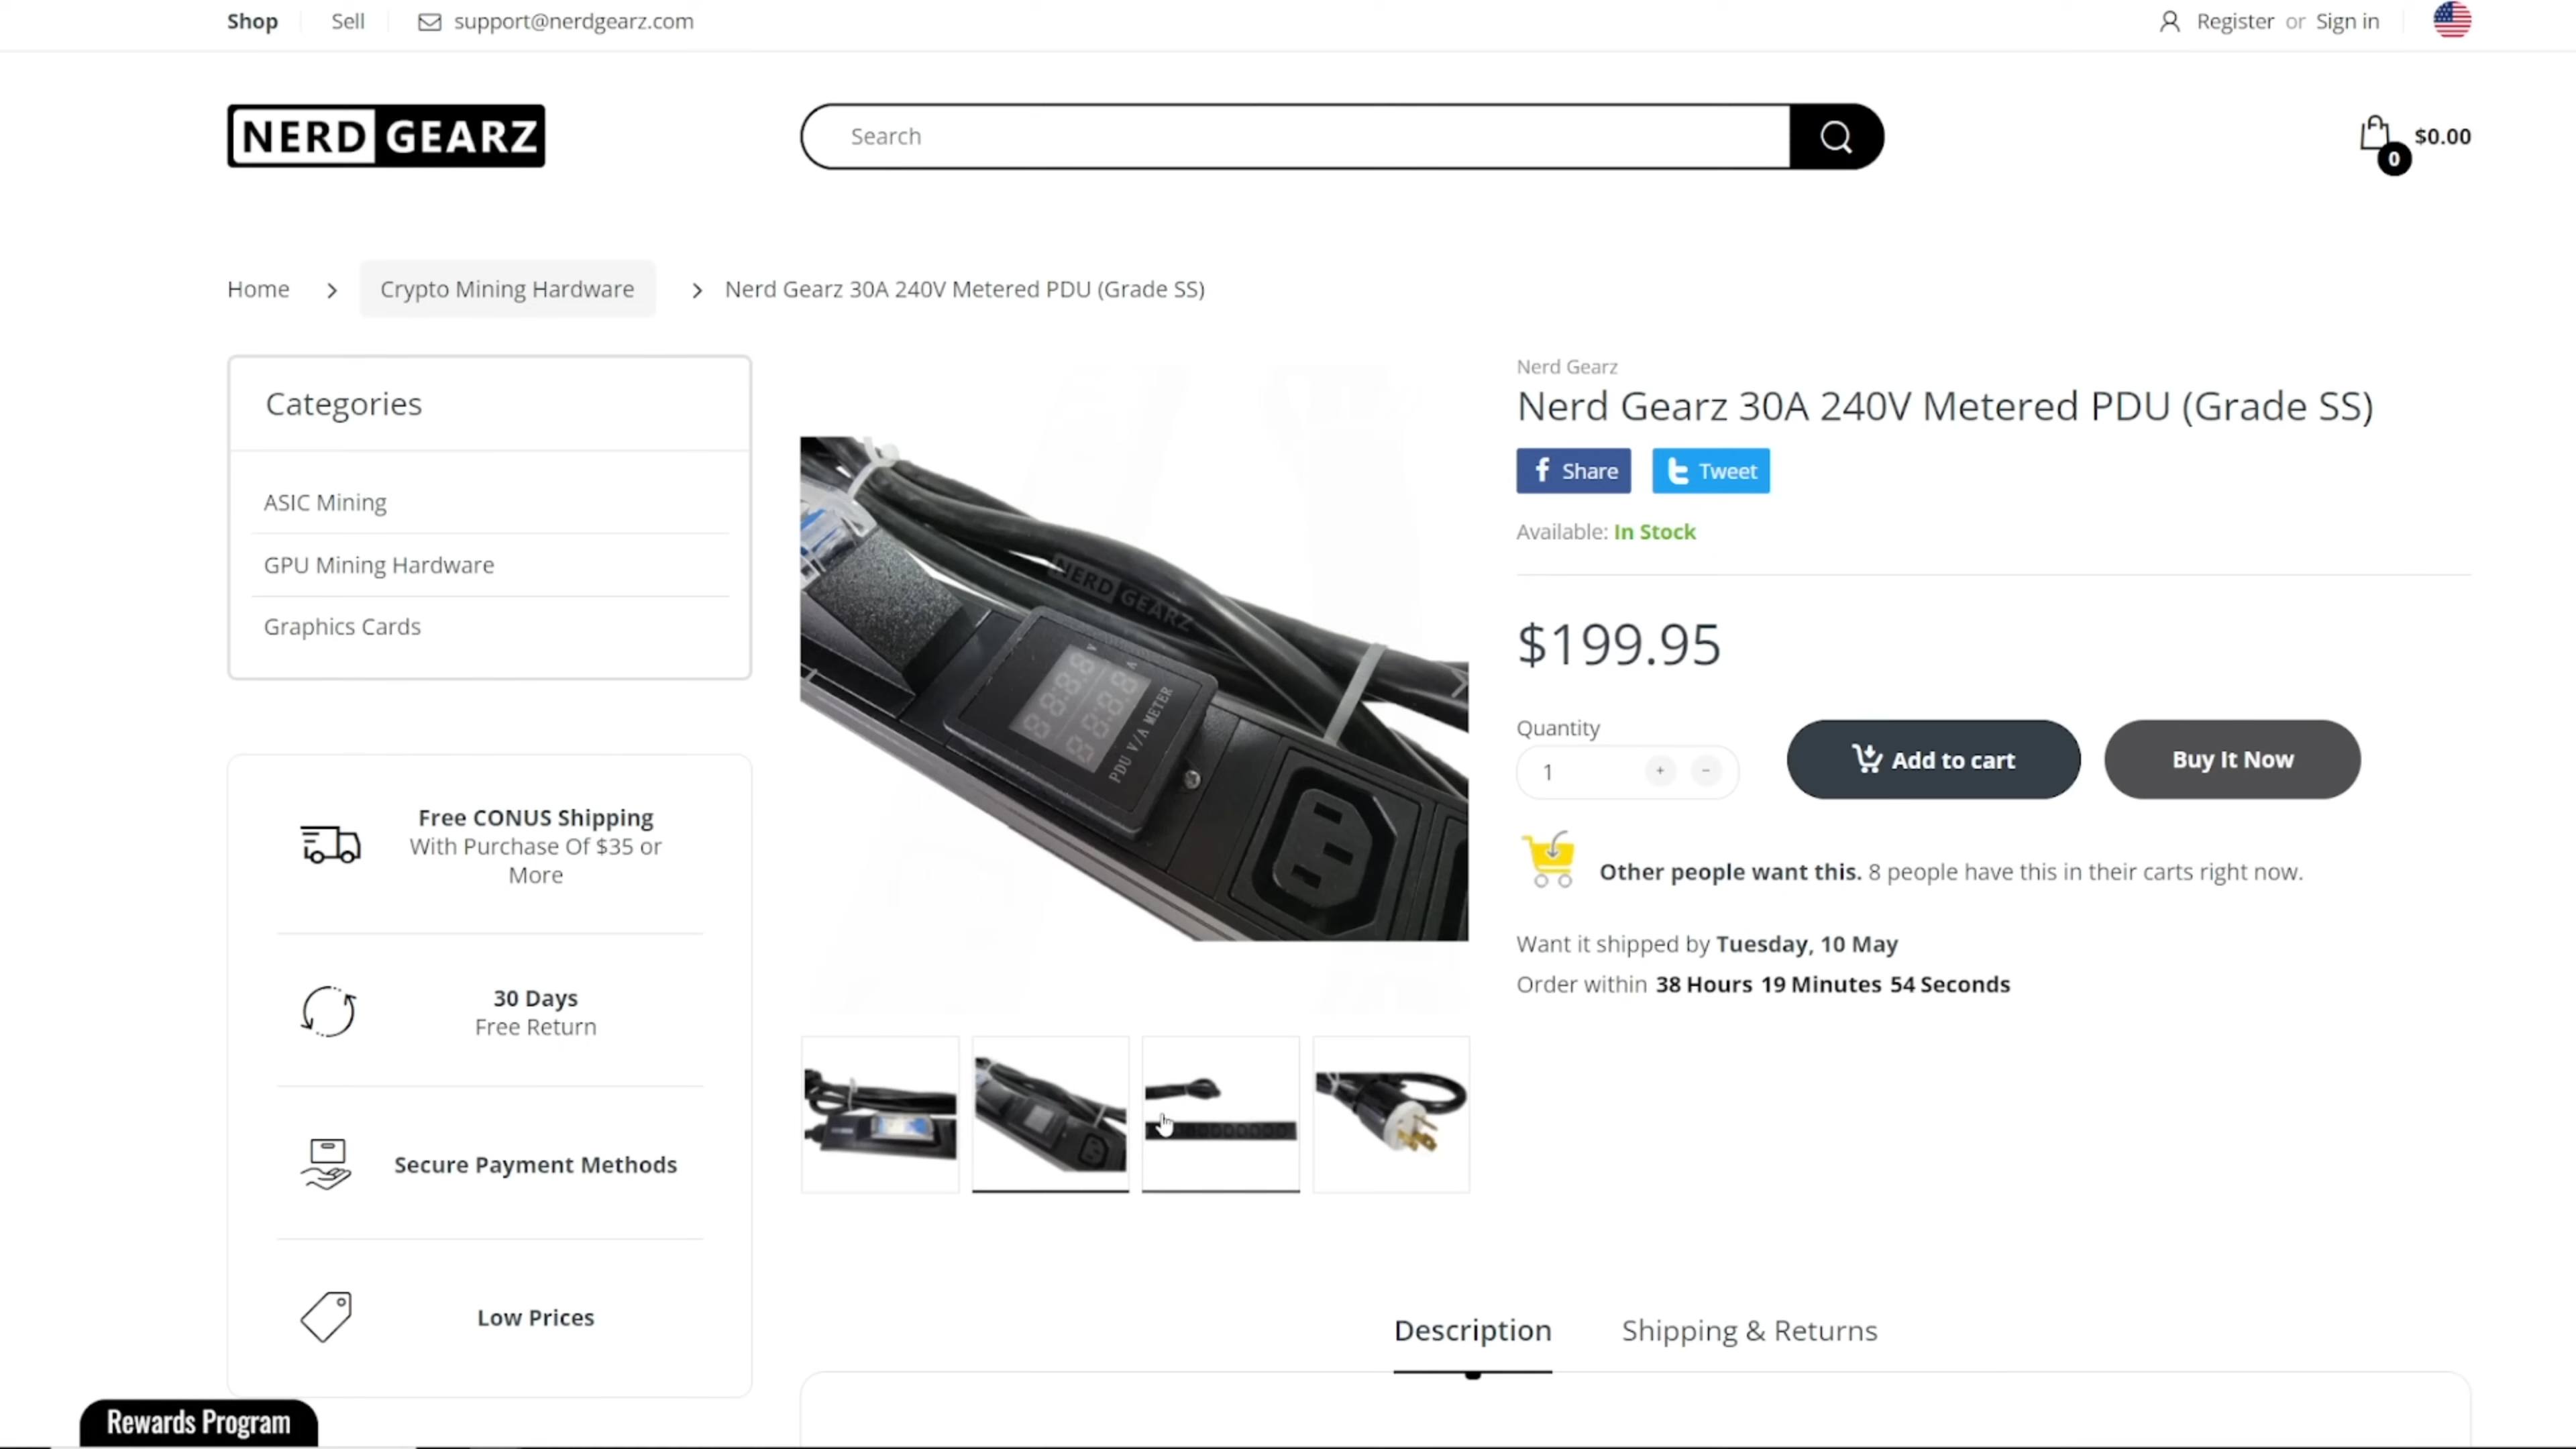 Shop
Sell
support@nerdgearz.com
Register or Sign in
NERD GEARZ
Search
0
$0.00
Home
Crypto Mining Hardware
Nerd Gearz 30A 240V Metered PDU (Grade SS)
Categories
ASIC Mining
GPU Mining Hardware
Graphics Cards
Free CONUS Shipping
With Purchase Of $35 or
More
30 Days
Free Return
Secure Payment Methods
Low Prices
Rewards Program
NERD GEARZ
V
A
PDU V/A METER
Nerd Gearz
Nerd Gearz 30A 240V Metered PDU (Grade SS)
Share
Tweet
Available: In Stock
$199.95
Quantity
1
+
-
Add to cart
Buy It Now
Other people want this. 8 people have this in their carts right now.
Want it shipped by Tuesday, 10 May
Order within 38 Hours 19 Minutes 54 Seconds
Description
Shipping & Returns